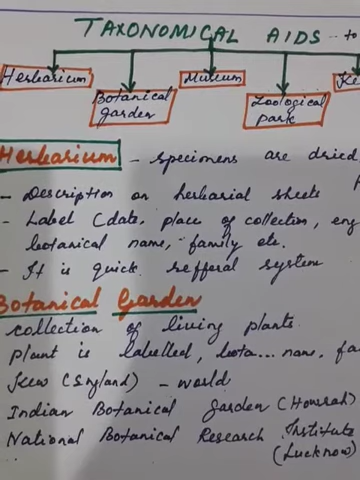 TAXONOMICAL AIDS → to
Herbarium
Botanical garden
Museum
Zoological park
Ke
Herbarium - specimens are dried
- Description on herbarial sheets
- Label (date, place of collection, eng
botanical name, family etc.
- It is quick refferal system
Botanical Garden
collection of living plants
plant is labelled, bota... name, fa
Kew (England) - world
Indian Botanical garden (Howrah)
National Botanical Research Institute
(Lucknow)